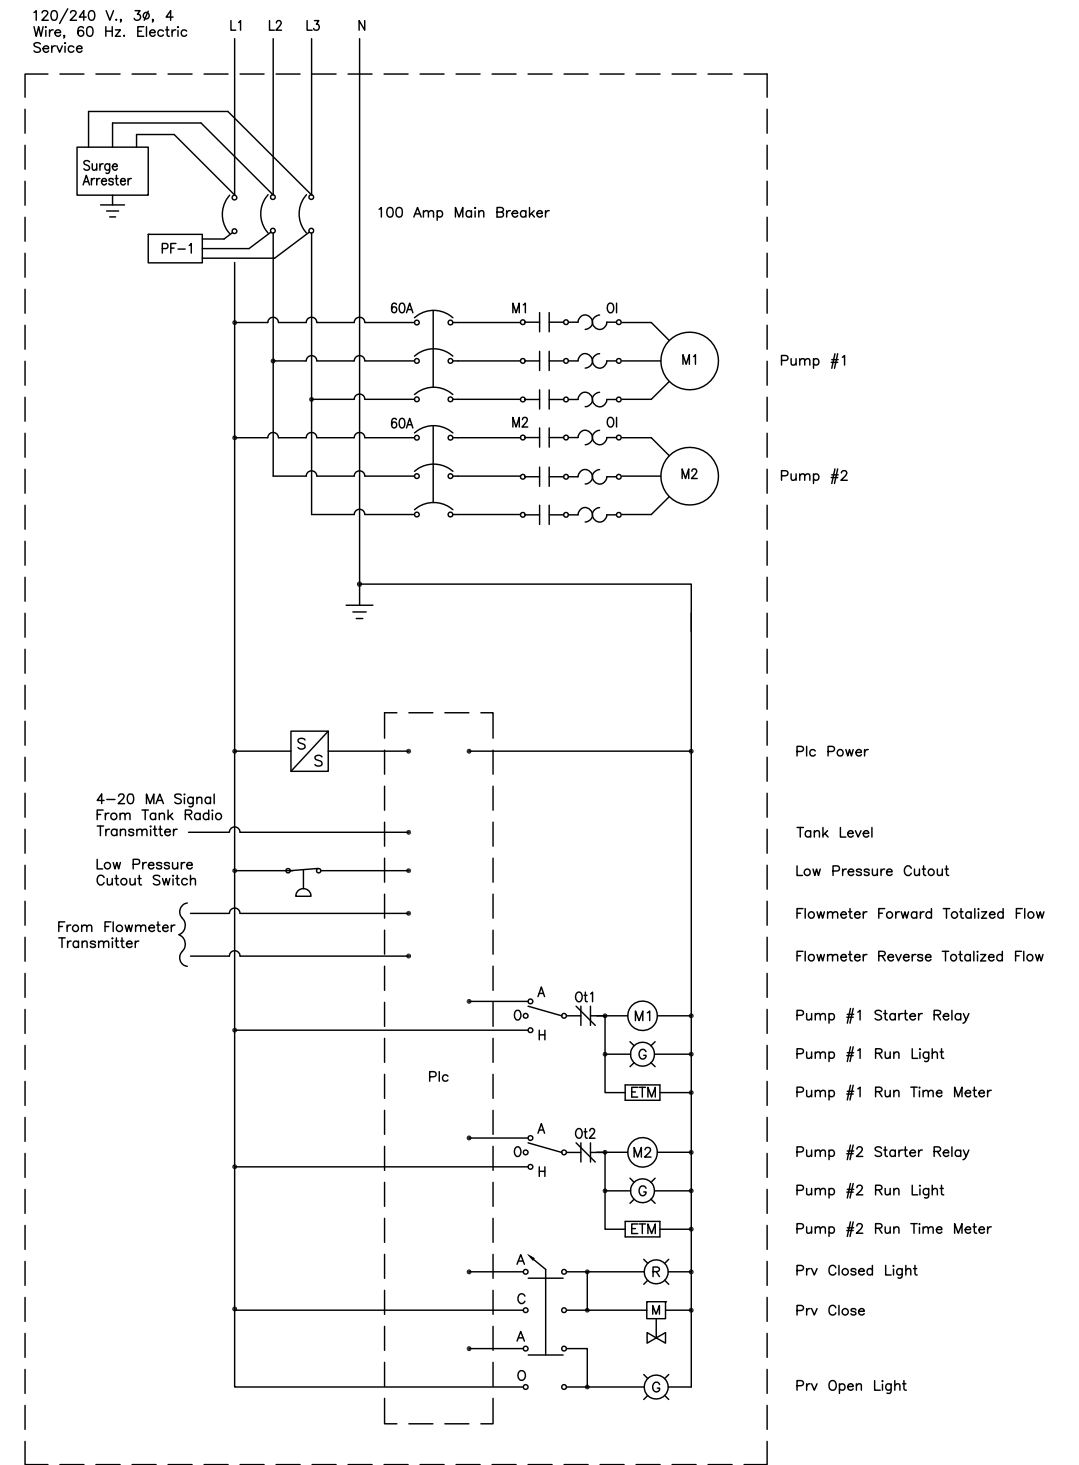 120/240 V., 3ø, 4
Wire, 60 Hz. Electric
Service
L1
L2
L3
N
Surge
Arrester
100 Amp Main Breaker
PF-1
60A
M1
Ol
M1
Pump #1
60A
M2
Ol
M2
Pump #2
S
S
Plc Power
4-20 MA Signal
From Tank Radio
Transmitter
Tank Level
Low Pressure
Cutout Switch
Low Pressure Cutout
From Flowmeter
Transmitter
Flowmeter Forward Totalized Flow
Flowmeter Reverse Totalized Flow
A
O
H
Ot1
M1
Pump #1 Starter Relay
G
Pump #1 Run Light
Plc
ETM
Pump #1 Run Time Meter
A
O
H
Ot2
M2
Pump #2 Starter Relay
G
Pump #2 Run Light
ETM
Pump #2 Run Time Meter
A
R
Prv Closed Light
C
M
Prv Close
A
O
G
Prv Open Light